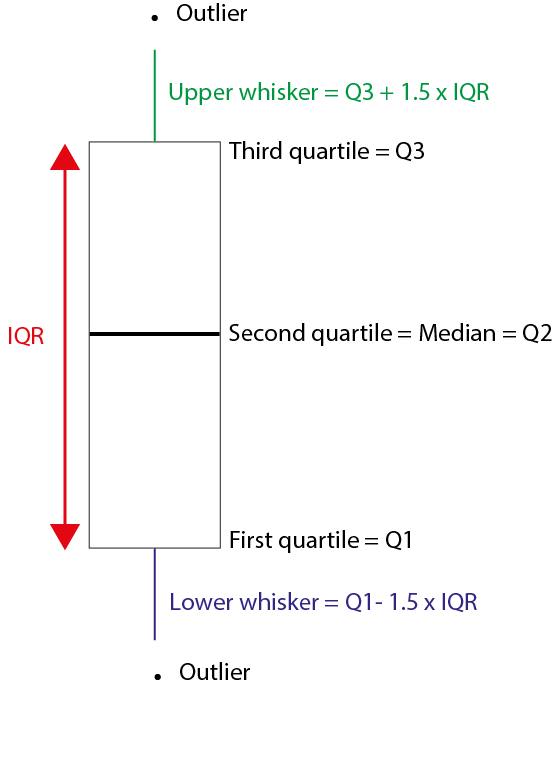 Outlier
Upper whisker = Q3 + 1.5 x IQR
Third quartile = Q3
IQR
Second quartile = Median = Q2
First quartile = Q1
Lower whisker = Q1- 1.5 x IQR
Outlier